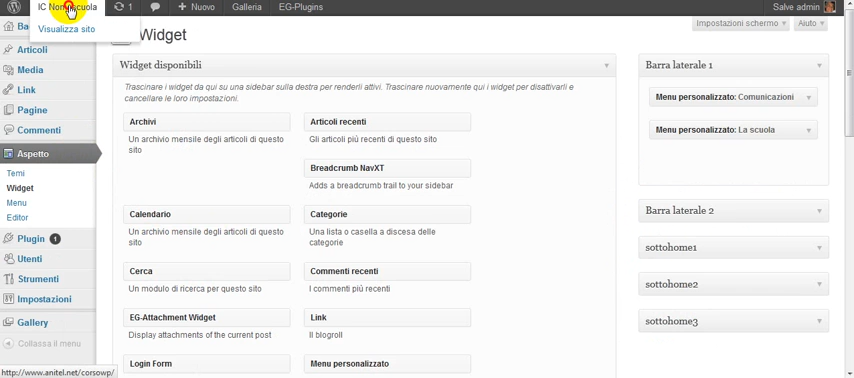 1
Nuovo
Galleria
EG-Plugins
Salve admin
Visualizza sito
Impostazioni schermo
Aiuto
Widget
Articoli
Media
Link
Pagine
Commenti
Aspetto
Temi
Widget
Menu
Editor
Plugin 1
Utenti
Strumenti
Impostazioni
Gallery
Collassa il menu
http://www.anitel.net/corsowp/
Widget disponibili
Trascinare i widget da qui su una sidebar sulla destra per renderli attivi. Trascinare nuovamente qui i widget per disattivarli e
cancellare le loro impostazioni.
Archivi
Un archivio mensile degli articoli di questo
sito
Articoli recenti
Gli articoli più recenti di questo sito
Breadcrumb NavXT
Adds a breadcrumb trail to your sidebar
Calendario
Un archivio mensile degli articoli di questo
sito
Categorie
Una lista o casella a discesa delle
categorie
Cerca
Un modulo di ricerca per questo sito
Commenti recenti
I commenti più recenti
EG-Attachment Widget
Display attachments of the current post
Link
Il blogroll
Login Form
Menu personalizzato
Barra laterale 1
Menu personalizzato: Comunicazioni
Menu personalizzato: La scuola
Barra laterale 2
sottohome1
sottohome2
sottohome3